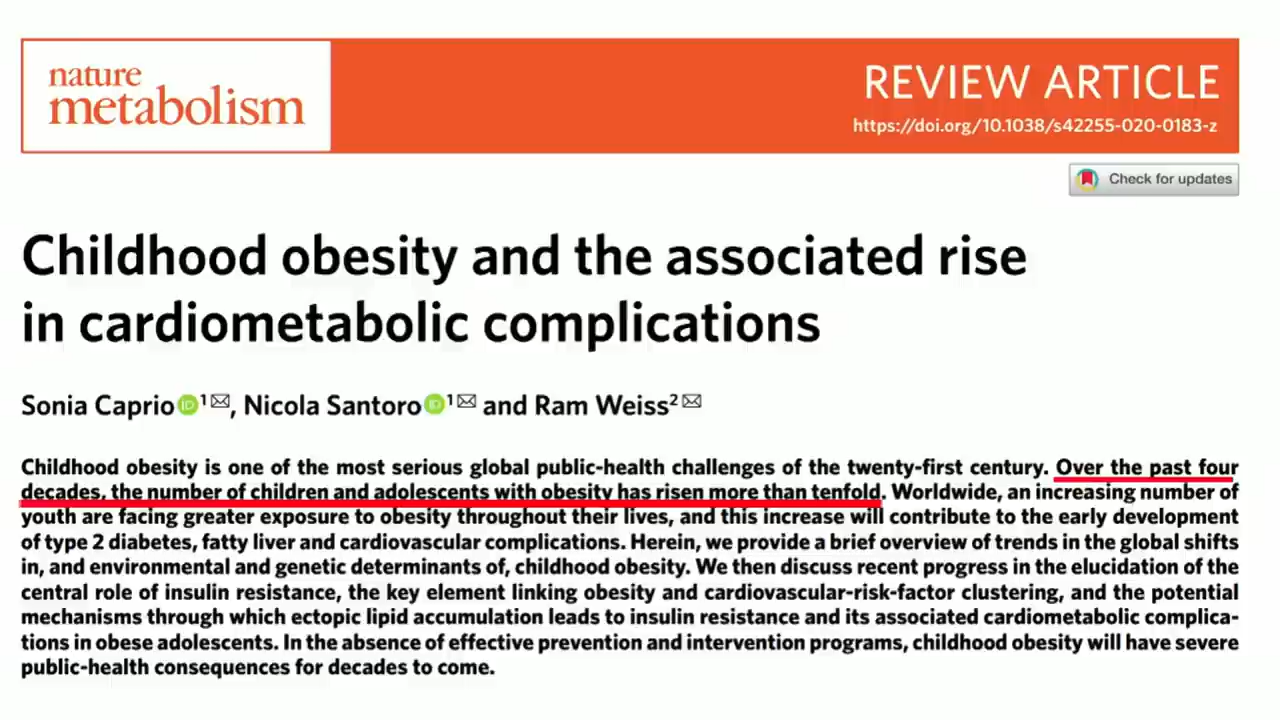 nature
metabolism
REVIEW ARTICLE
https://doi.org/10.1038/s42255-020-0183-z
Check for updates
Childhood obesity and the associated rise
in cardiometabolic complications
Sonia Caprio iD 1✉, Nicola Santoro iD 1✉ and Ram Weiss2✉
Childhood obesity is one of the most serious global public-health challenges of the twenty-first century. Over the past four
decades, the number of children and adolescents with obesity has risen more than tenfold. Worldwide, an increasing number of
youth are facing greater exposure to obesity throughout their lives, and this increase will contribute to the early development
of type 2 diabetes, fatty liver and cardiovascular complications. Herein, we provide a brief overview of trends in the global shifts
in, and environmental and genetic determinants of, childhood obesity. We then discuss recent progress in the elucidation of the
central role of insulin resistance, the key element linking obesity and cardiovascular-risk-factor clustering, and the potential
mechanisms through which ectopic lipid accumulation leads to insulin resistance and its associated cardiometabolic complica-
tions in obese adolescents. In the absence of effective prevention and intervention programs, childhood obesity will have severe
public-health consequences for decades to come.